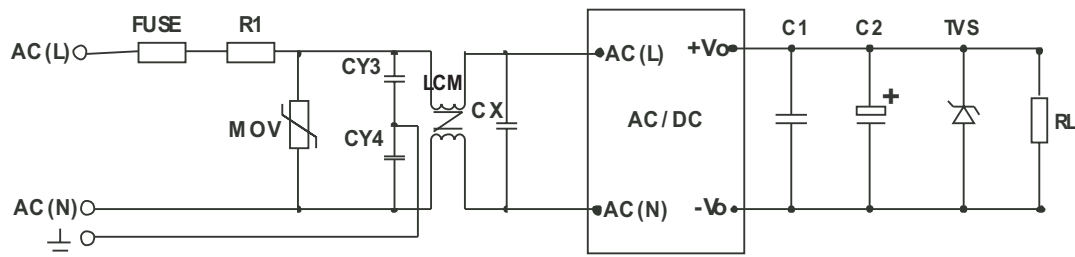 FUSE R1 C1 C2 TVS
AC(L) CY3 LCM CX AC(L) +Vo
+
MOV CY4 AC/DC RL
AC(N) AC(N) -Vo